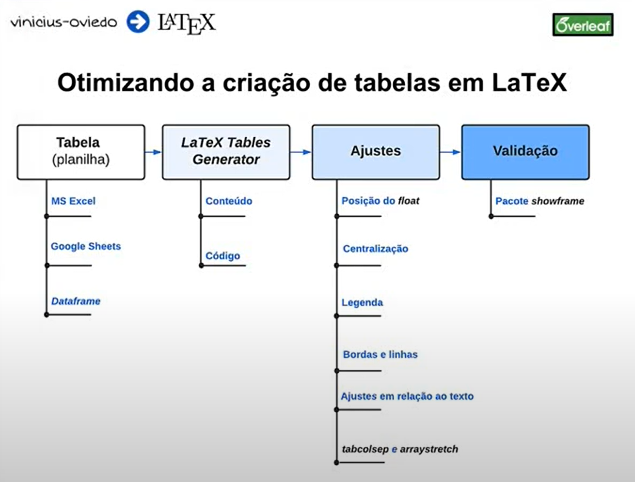 vinicius-oviedo LATEX
Overleaf
Otimizando a criação de tabelas em LaTeX
Tabela
(planilha)
LaTeX Tables
Generator
Ajustes
Validação
MS Excel
Google Sheets
Dataframe
Conteúdo
Código
Posição do float
Centralização
Legenda
Bordas e linhas
Ajustes em relação ao texto
tabcolsep e arraystretch
Pacote showframe